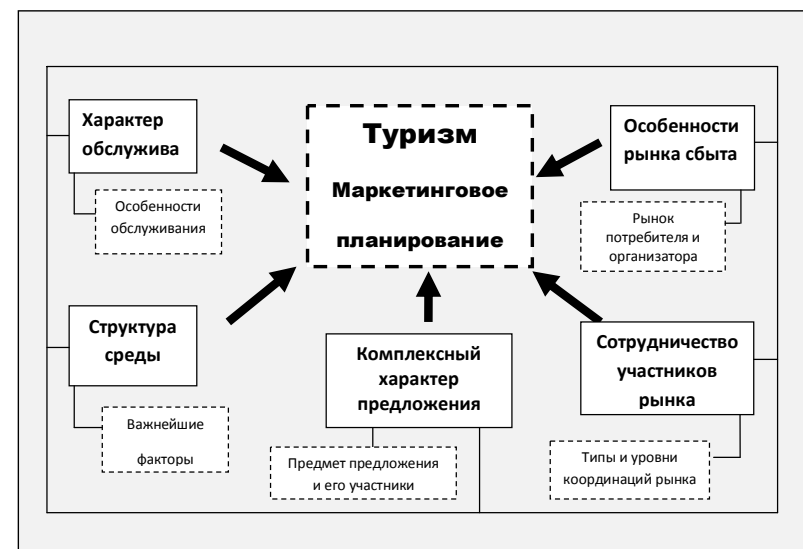 Характер
обслужива
Особенности
обслуживания
Туризм
Маркетинговое
планирование
Особенности
рынка сбыта
Рынок
потребителя и
организатора
Структура
среды
Важнейшие
факторы
Комплексный
характер
предложения
Предмет предложения
и его участники
Сотрудничество
участников
рынка
Типы и уровни
координаций рынка